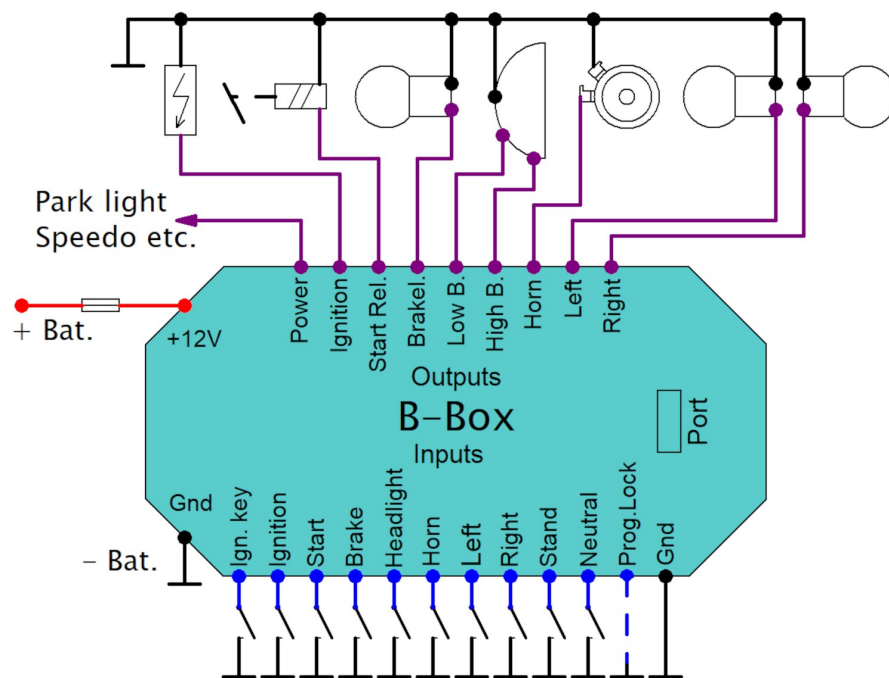 Park light
Speedo etc.
+ Bat.
+12V
Power
Ignition
Start Rel.
Brakel.
Low B.
High B.
Horn
Left
Right
Outputs
B-Box
Inputs
Port
Gnd
- Bat.
Ign. key
Ignition
Start
Brake
Headlight
Horn
Left
Right
Stand
Neutral
Prog.Lock
Gnd